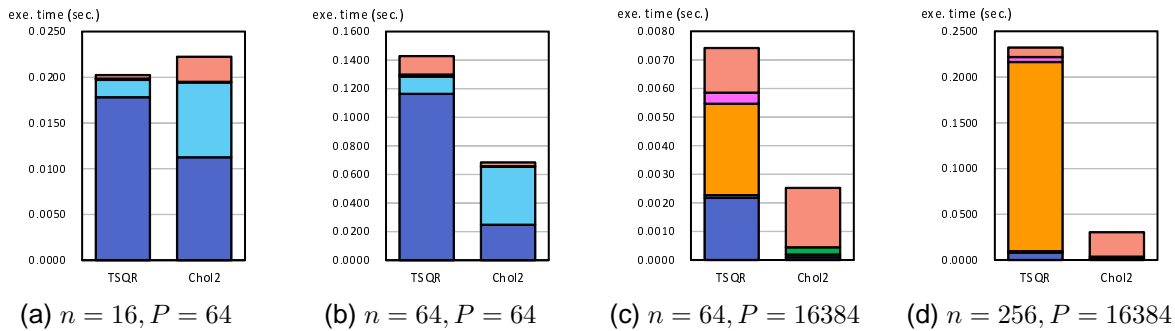 exe. time (sec.)
0.0250
0.0200
0.0150
0.0100
0.0050
0.0000
TSQR Chol2
(a) n = 16, P = 64
exe. time (sec.)
0.1600
0.1400
0.1200
0.1000
0.0800
0.0600
0.0400
0.0200
0.0000
TSQR Chol2
(b) n = 64, P = 64
exe. time (sec.)
0.0080
0.0070
0.0060
0.0050
0.0040
0.0030
0.0020
0.0010
0.0000
TSQR Chol2
(c) n = 64, P = 16384
exe. time (sec.)
0.2500
0.2000
0.1500
0.1000
0.0500
0.0000
TSQR Chol2
(d) n = 256, P = 16384